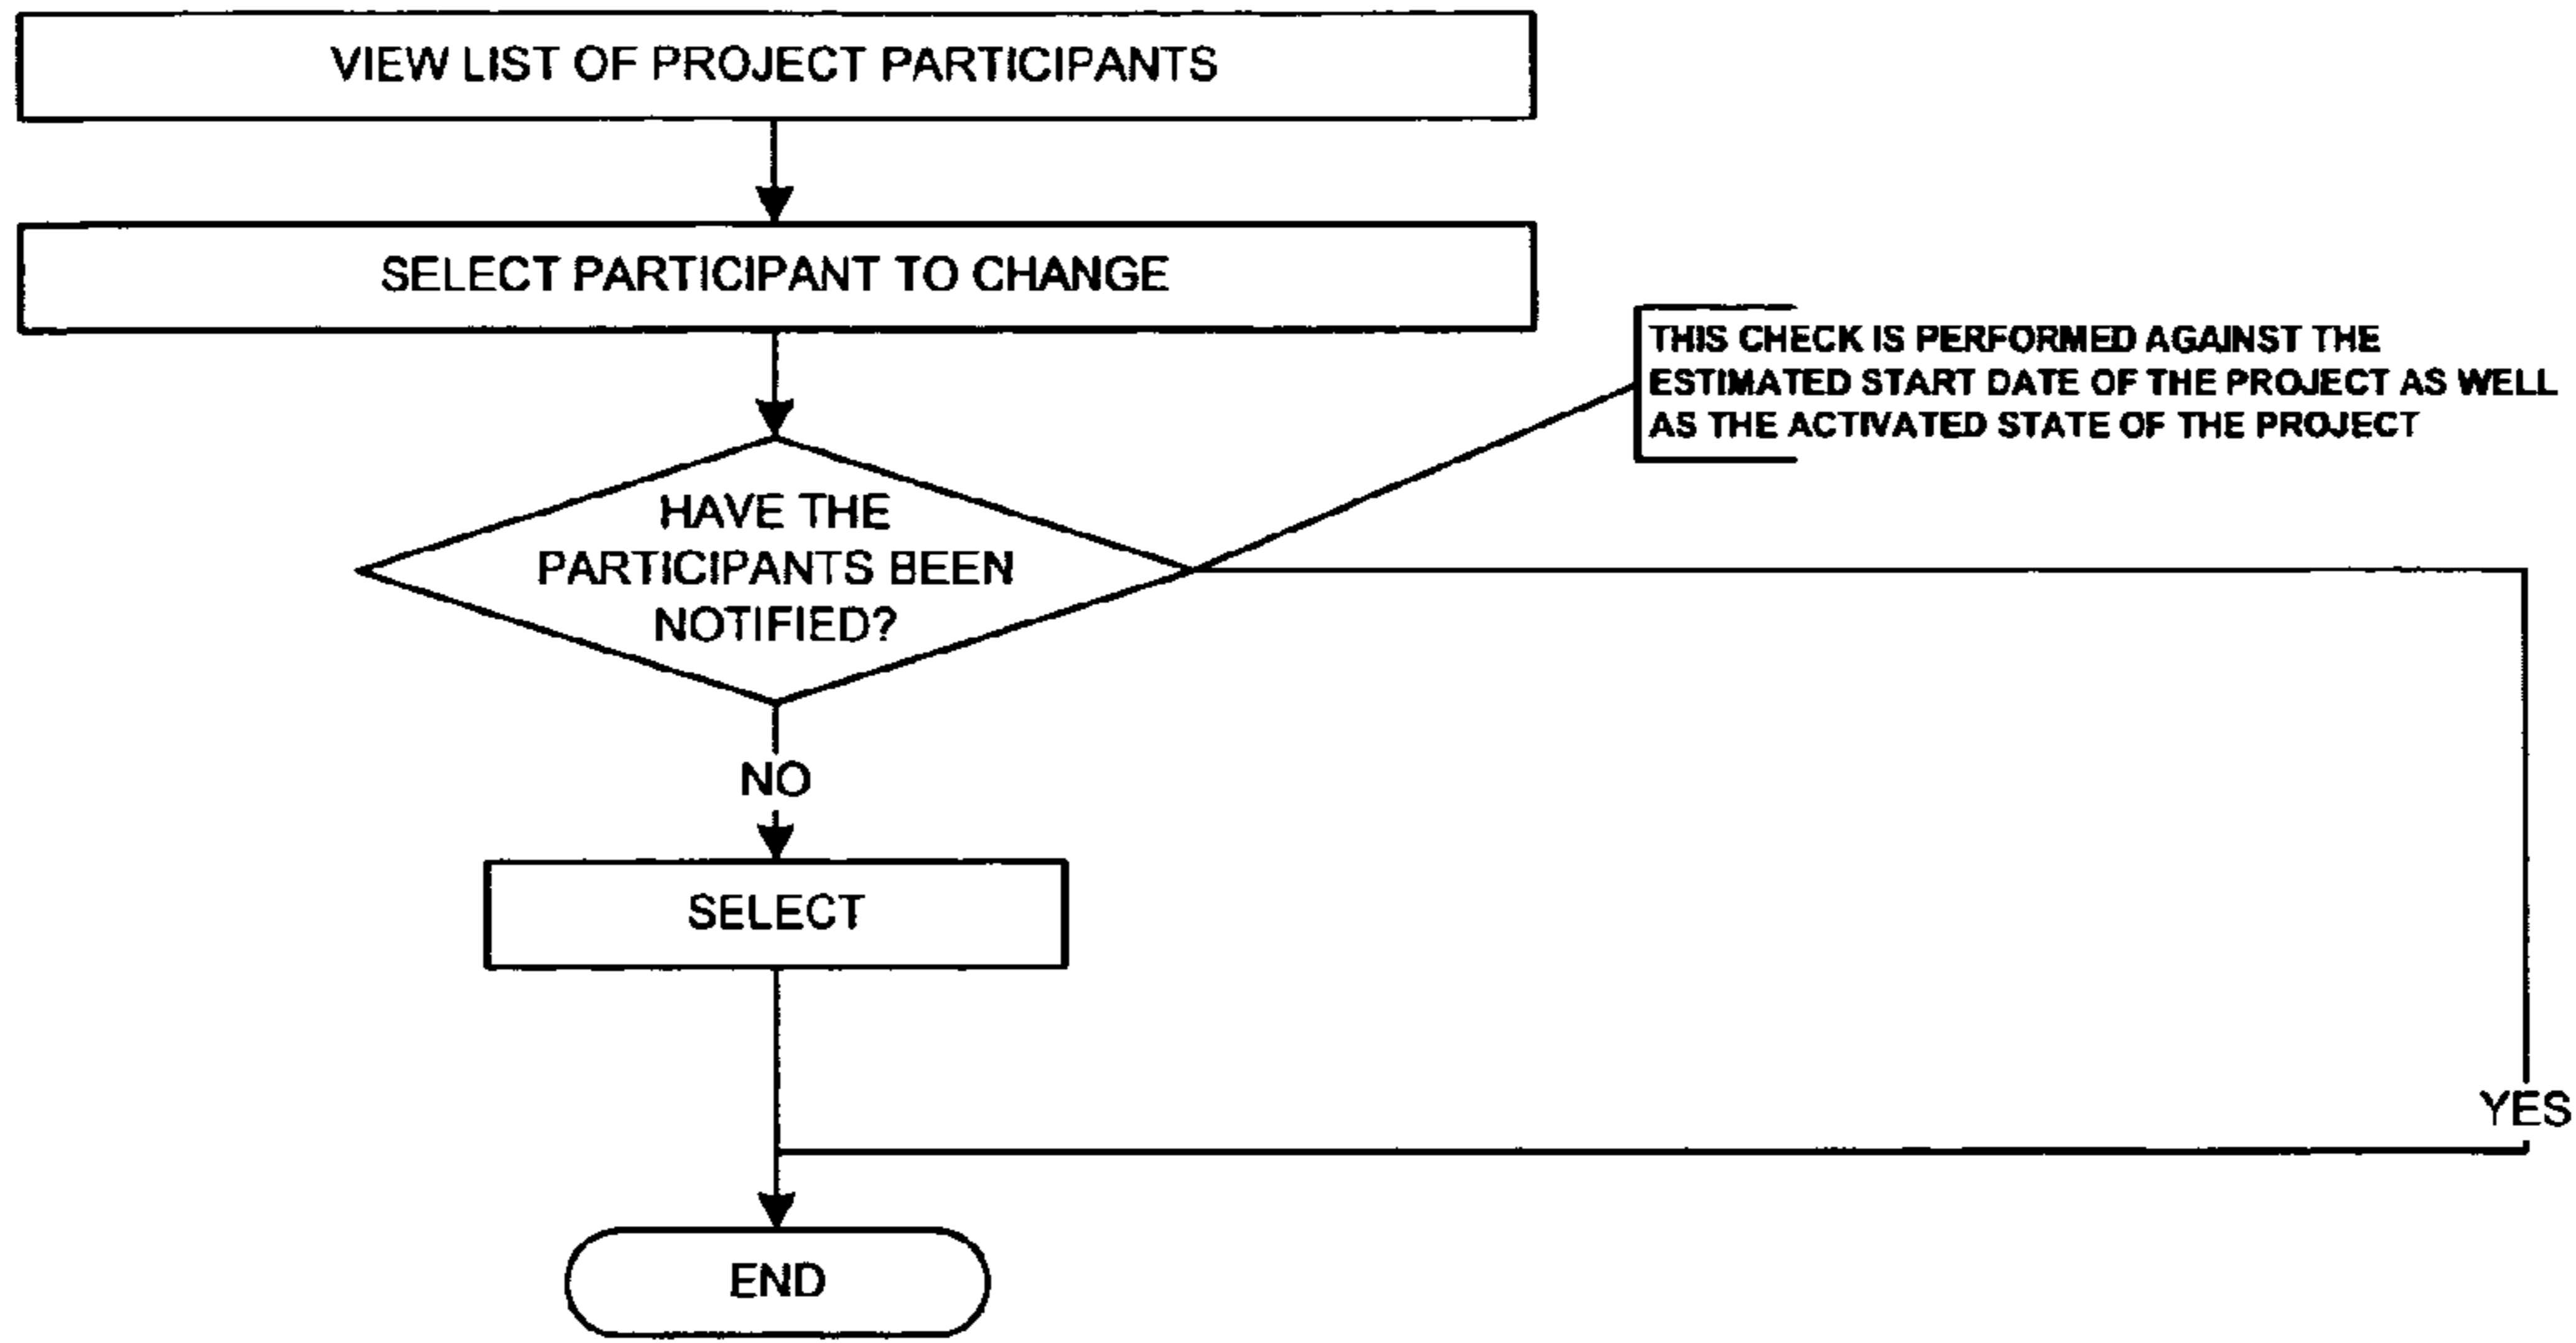 VIEW LIST OF PROJECT PARTICIPANTS
SELECT PARTICIPANT TO CHANGE
THIS CHECK IS PERFORMED AGAINST THE
ESTIMATED START DATE OF THE PROJECT AS WELL
AS THE ACTIVATED STATE OF THE PROJECT
HAVE THE
PARTICIPANTS BEEN
NOTIFIED?
NO
SELECT
YES
END